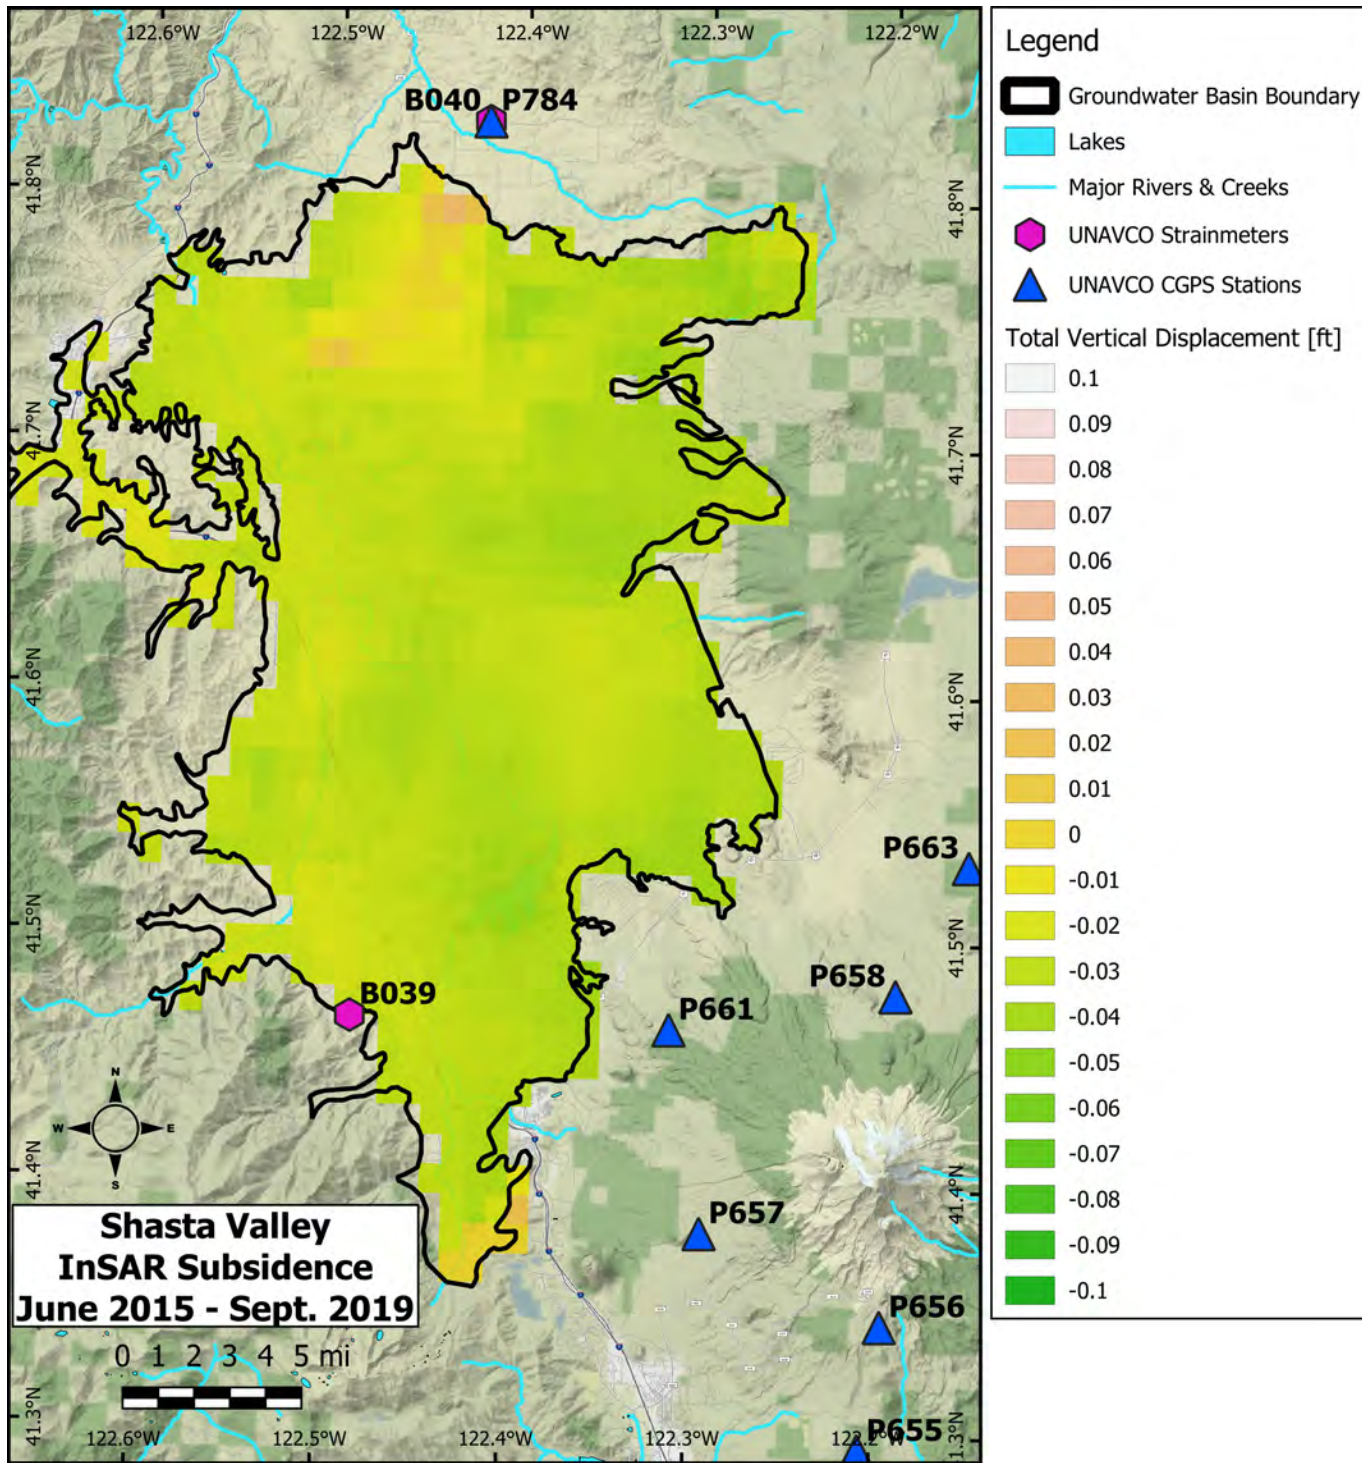 122.6°W 122.5°W 122.4°W 122.3°W 122.2°W
B040 P784
41.8°N
41.8°N
41.7°N
41.7°N
41.6°N
41.6°N
P663
41.5°N
41.5°N
P658
B039
P661
N
W E
S
41.4°N
41.4°N
P657
Shasta Valley
InSAR Subsidence
June 2015 - Sept. 2019
P656
0 1 2 3 4 5 mi
P655
41.3°N
41.3°N
122.6°W 122.5°W 122.4°W 122.3°W 122.2°W
Legend
Groundwater Basin Boundary
Lakes
Major Rivers & Creeks
UNAVCO Strainmeters
UNAVCO CGPS Stations
Total Vertical Displacement [ft]
0.1
0.09
0.08
0.07
0.06
0.05
0.04
0.03
0.02
0.01
0
-0.01
-0.02
-0.03
-0.04
-0.05
-0.06
-0.07
-0.08
-0.09
-0.1